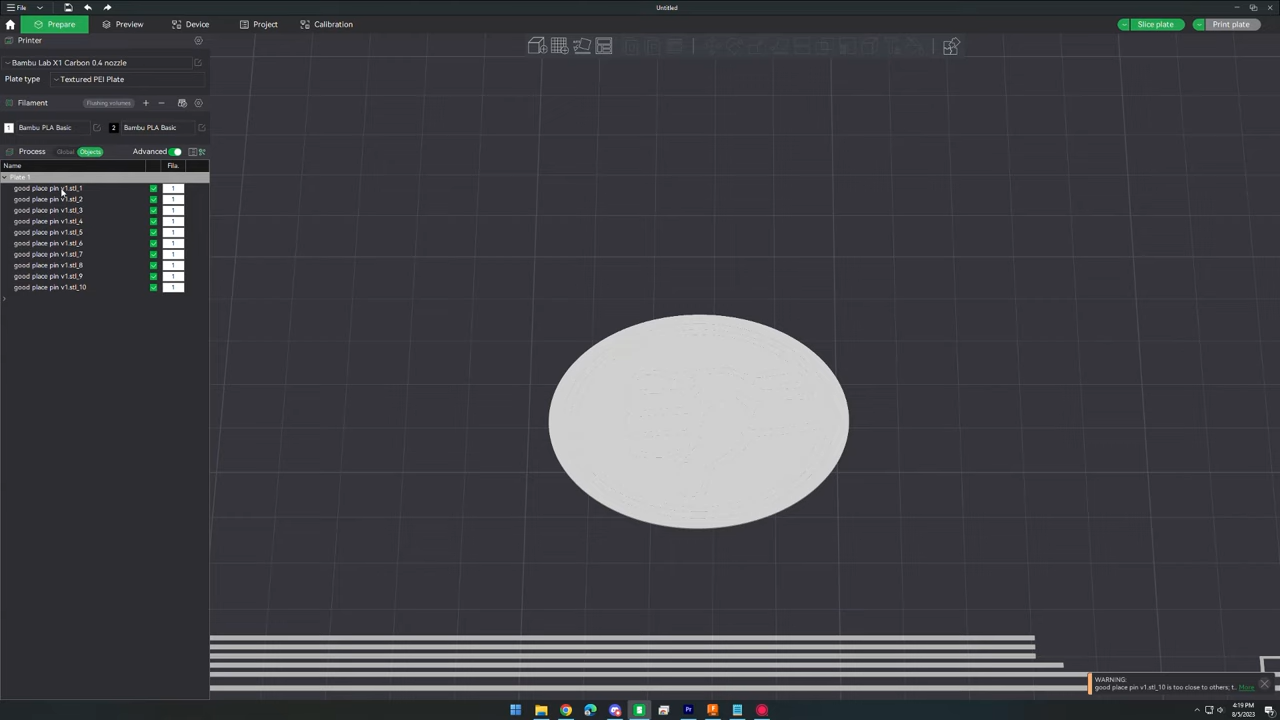 File
Untitled
Prepare
Preview
Device
Project
Calibration
Slice plate
Print plate
Printer
Bambu Lab X1 Carbon 0.4 nozzle
Plate type
Textured PEI Plate
Filament
Flushing volumes
1 Bambu PLA Basic
2 Bambu PLA Basic
Process
Global
Objects
Advanced
Name
Fila.
Plate 1
good place pin v1.stl_1 1
good place pin v1.stl_2 1
good place pin v1.stl_3 1
good place pin v1.stl_4 1
good place pin v1.stl_5 1
good place pin v1.stl_6 1
good place pin v1.stl_7 1
good place pin v1.stl_8 1
good place pin v1.stl_9 1
good place pin v1.stl_10 1
WARNING:
good place pin v1.stl_10 is too close to others; t.. More
4:19 PM
8/5/2023